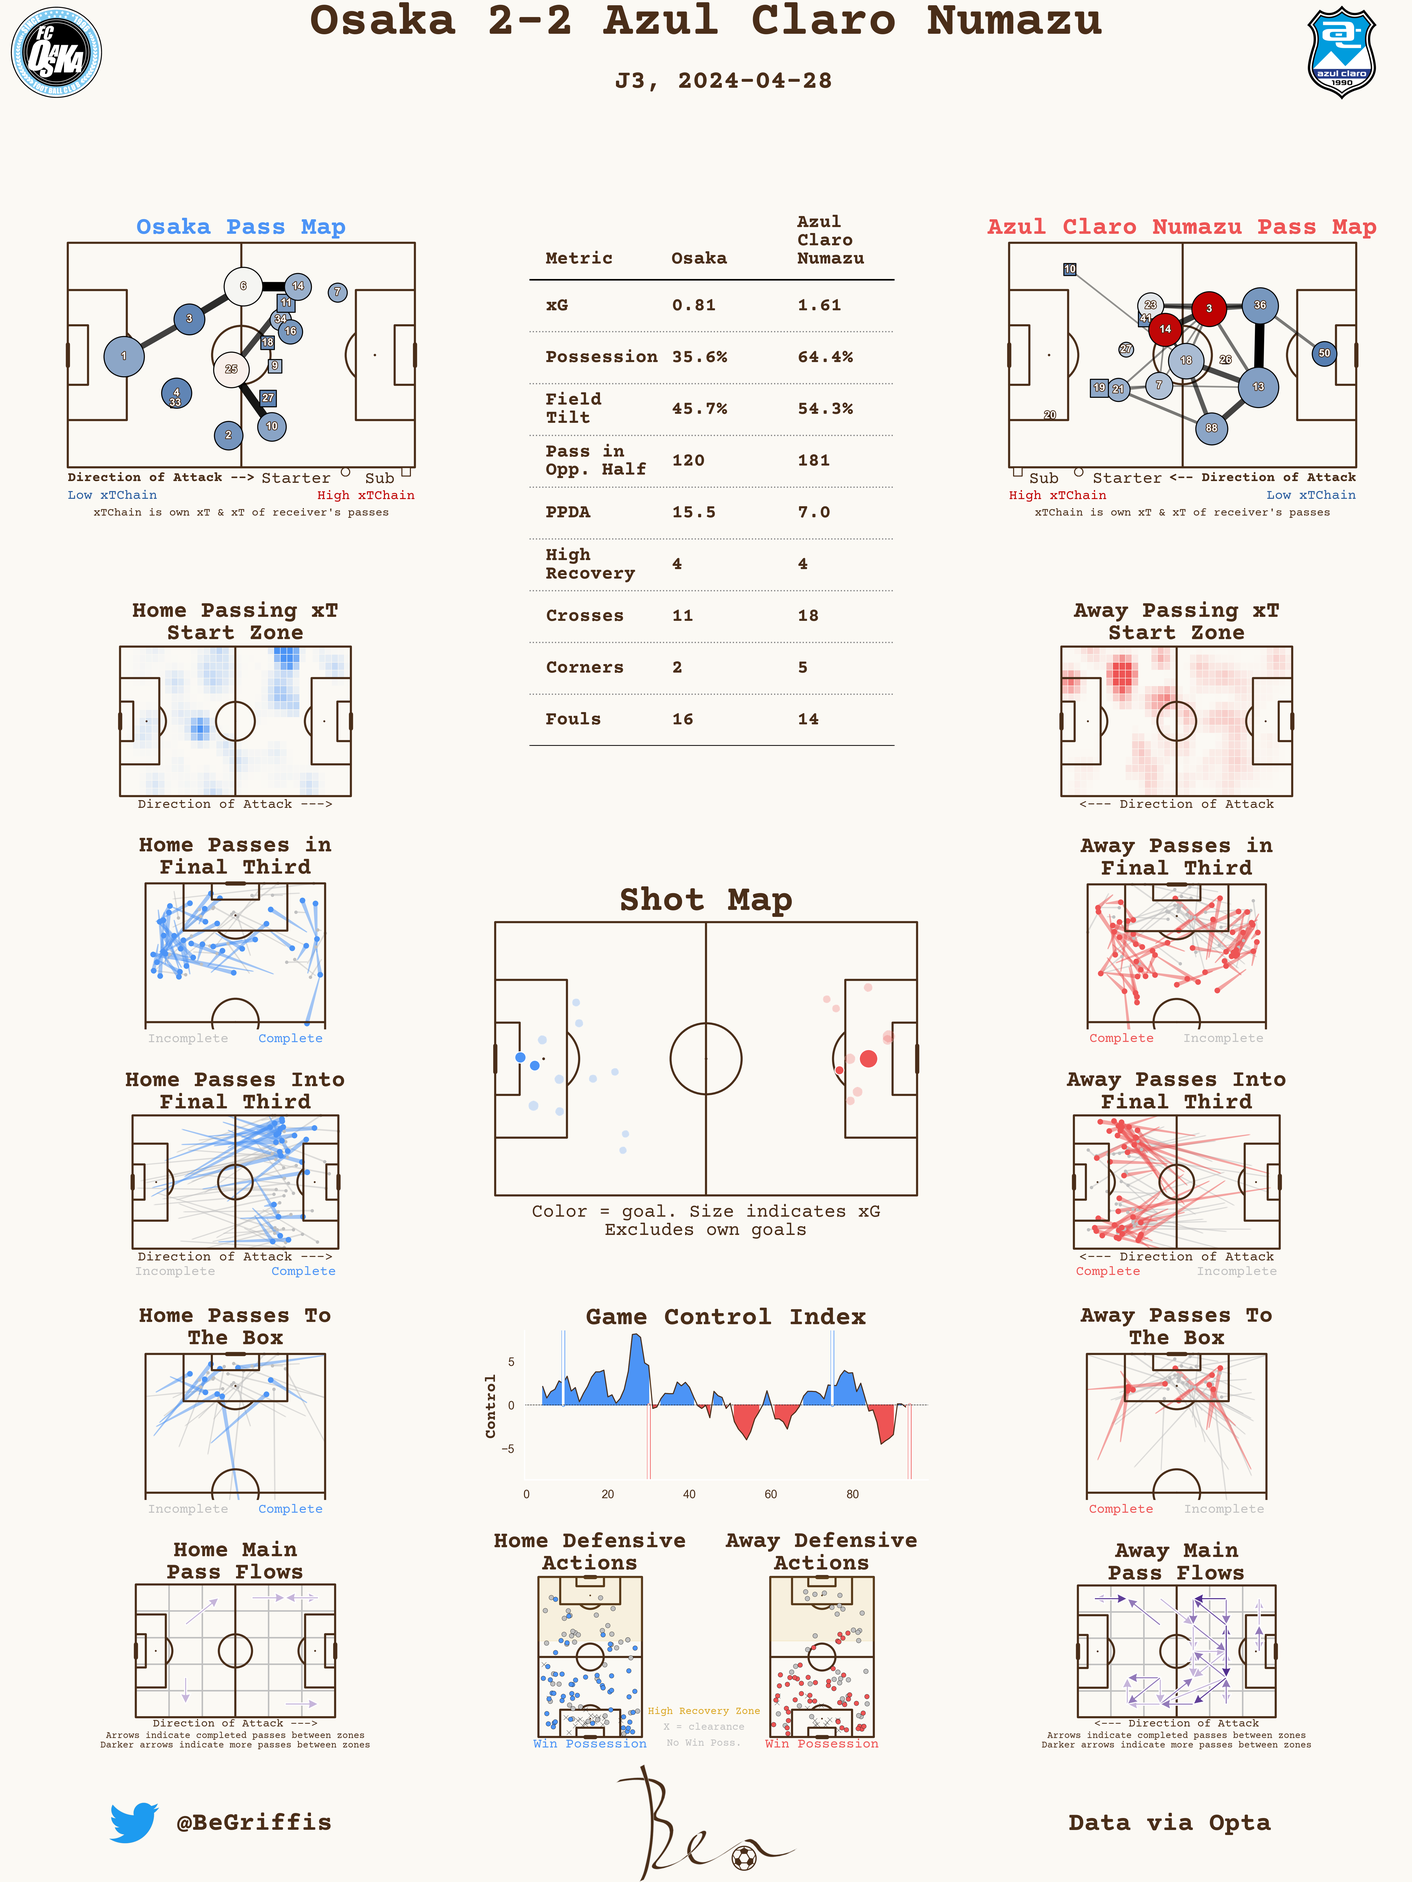 Osaka 2-2 Azul Claro Numazu
J3, 2024-04-28
FC
OSAKA
FOOTBALL CLUB
azul claro
1990
Osaka Pass Map
6
14
7
11
3
34
16
18
1
9
25
4
33
27
10
2
Direction of Attack --> Starter Sub
Low xTChain High xTChain
xTChain is own xT & xT of receiver's passes
Metric Osaka Azul
Claro
Numazu
xG 0.81 1.61
Possession 35.6% 64.4%
Field
Tilt 45.7% 54.3%
Pass in
Opp. Half 120 181
PPDA 15.5 7.0
High
Recovery 4 4
Crosses 11 18
Corners 2 5
Fouls 16 14
Azul Claro Numazu Pass Map
10
23
3
36
41
14
27
18
26
50
19
21
7
13
20
88
Sub Starter <-- Direction of Attack
High xTChain Low xTChain
xTChain is own xT & xT of receiver's passes
Home Passing xT
Start Zone
Direction of Attack --->
Away Passing xT
Start Zone
<--- Direction of Attack
Home Passes in
Final Third
Incomplete Complete
Away Passes in
Final Third
Complete Incomplete
Shot Map
Color = goal. Size indicates xG
Excludes own goals
Home Passes Into
Final Third
Direction of Attack --->
Incomplete Complete
Away Passes Into
Final Third
<--- Direction of Attack
Complete Incomplete
Home Passes To
The Box
Incomplete Complete
Game Control Index
Control
5
0
−5
0 20 40 60 80
Away Passes To
The Box
Complete Incomplete
Home Main
Pass Flows
Direction of Attack --->
Arrows indicate completed passes between zones
Darker arrows indicate more passes between zones
Home Defensive
Actions
Win Possession
Away Defensive
Actions
Win Possession
High Recovery Zone
X = clearance
No Win Poss.
Away Main
Pass Flows
<--- Direction of Attack
Arrows indicate completed passes between zones
Darker arrows indicate more passes between zones
@BeGriffis
Ben
Data via Opta